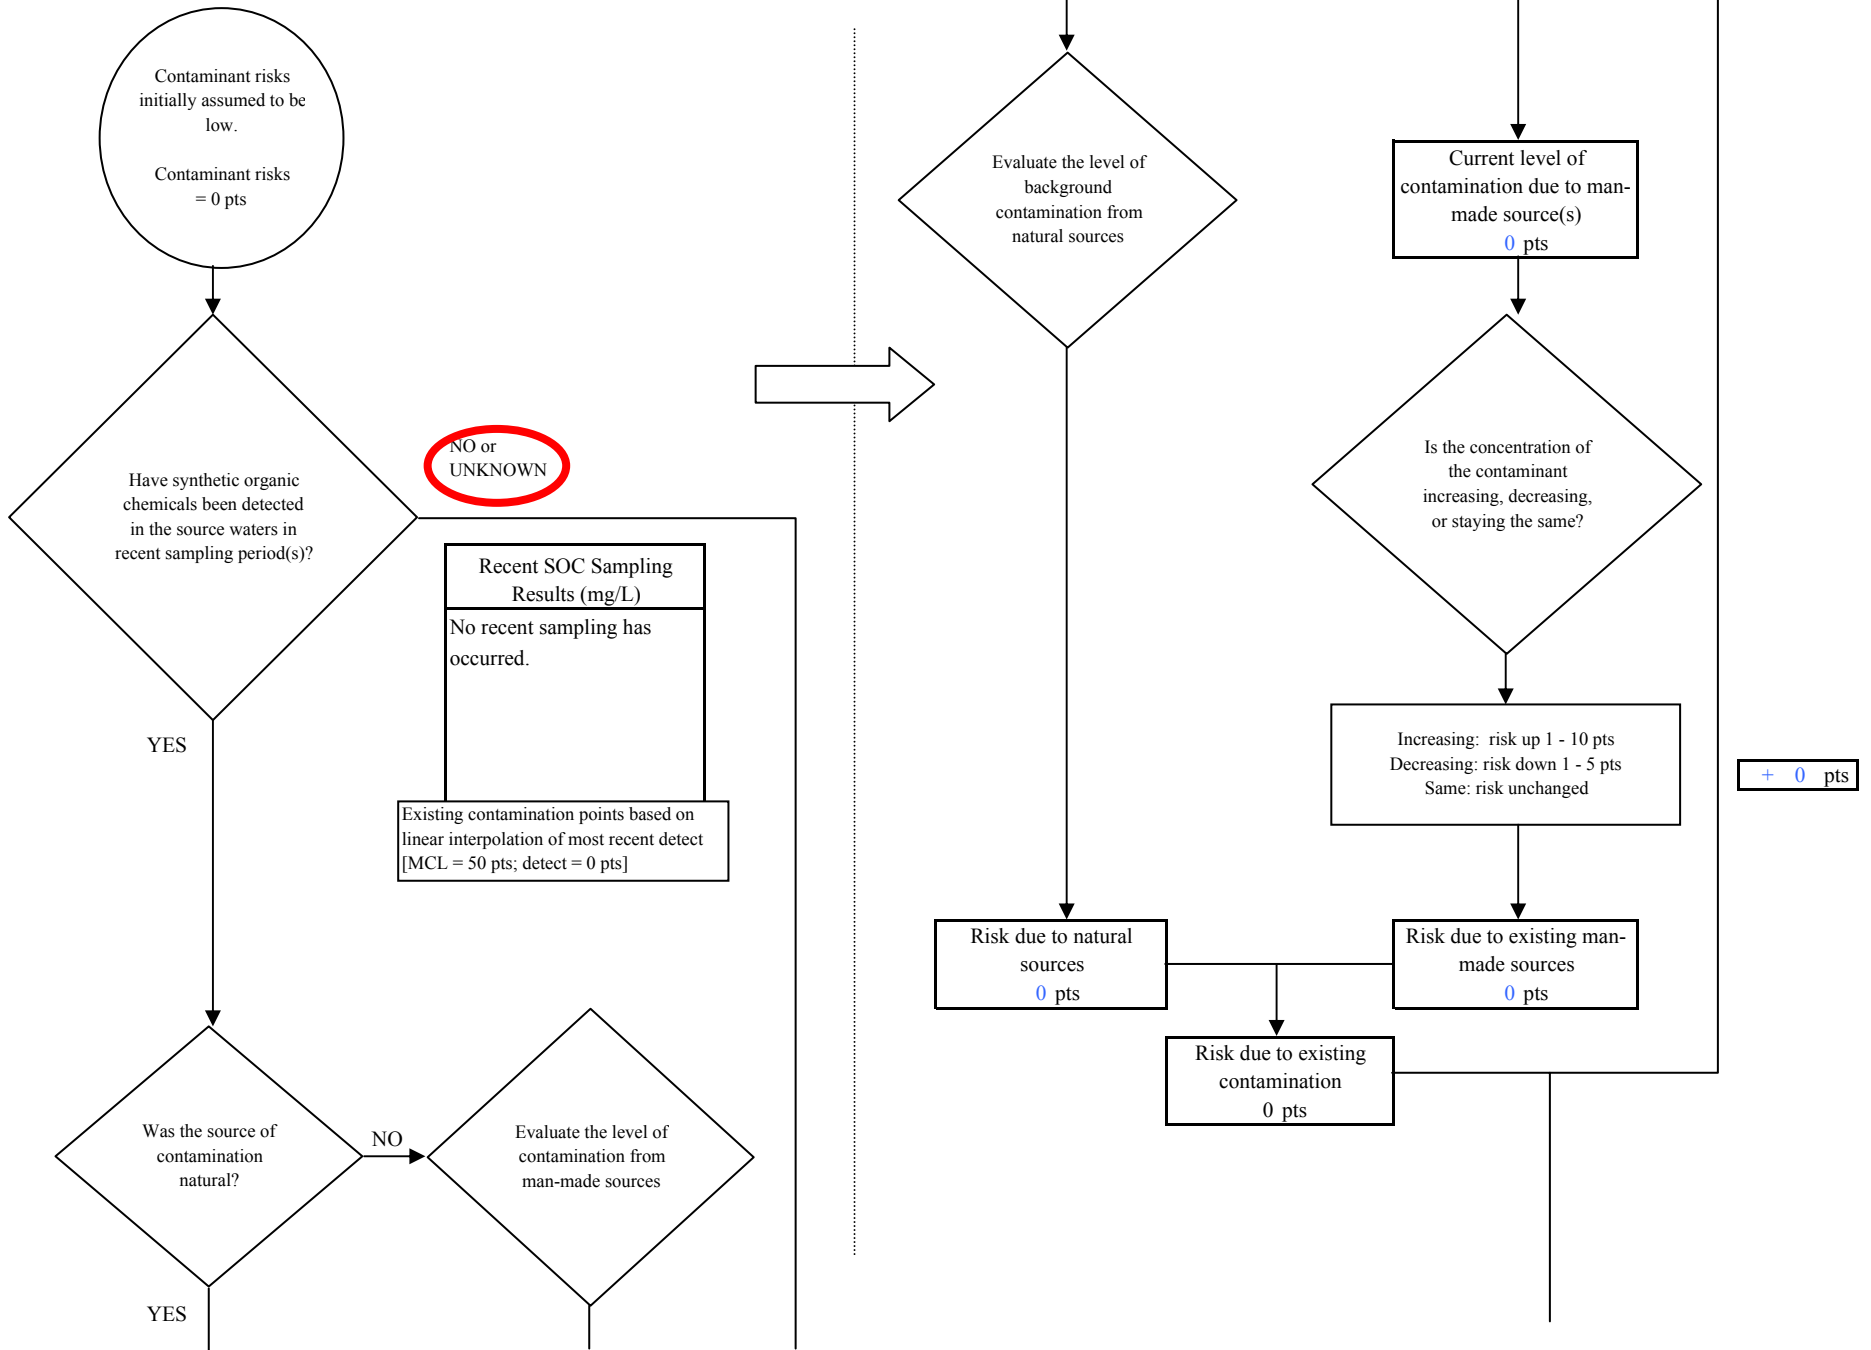 Contaminant risks
initially assumed to be
low.
Contaminant risks
= 0 pts
Have synthetic organic
chemicals been detected
in the source waters in
recent sampling period(s)?
NO or
UNKNOWN
Recent SOC Sampling
Results (mg/L)
No recent sampling has
occurred.
Existing contamination points based on
linear interpolation of most recent detect
[MCL = 50 pts; detect = 0 pts]
YES
Was the source of
contamination
natural?
NO
Evaluate the level of
contamination from
man-made sources
YES
Evaluate the level of
background
contamination from
natural sources
Current level of
contamination due to man-
made source(s)
0 pts
Is the concentration of
the contaminant
increasing, decreasing,
or staying the same?
Increasing: risk up 1 - 10 pts
Decreasing: risk down 1 - 5 pts
Same: risk unchanged
+ 0 pts
Risk due to natural
sources
0 pts
Risk due to existing man-
made sources
0 pts
Risk due to existing
contamination
0 pts